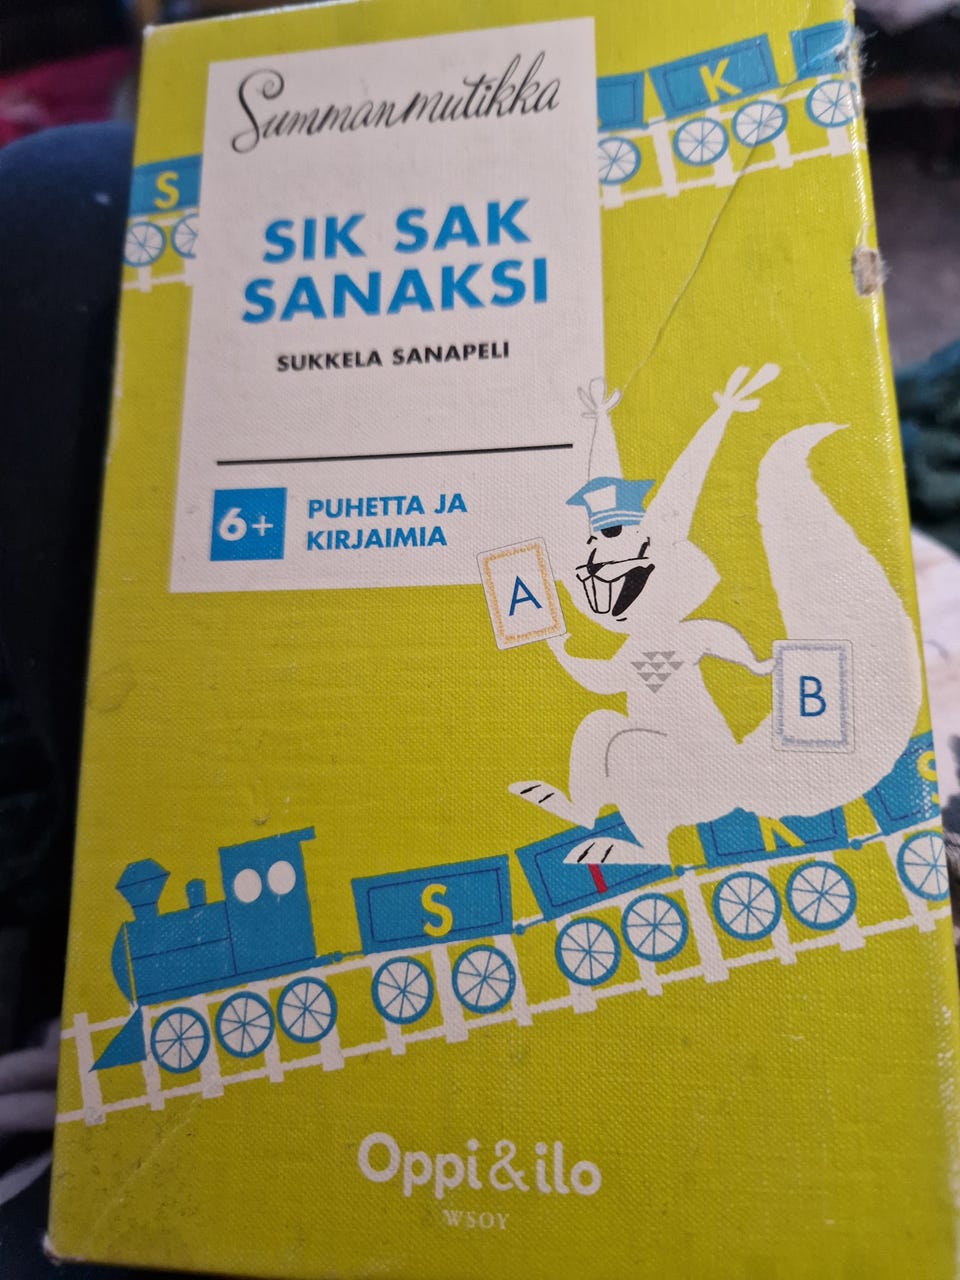 Summanmutikka
K
S
SIK SAK
SANAKSI
SUKKELA SANAPELI
6+
PUHETTA JA
KIRJAIMIA
A
B
S I K S
Oppi & ilo
WSOY